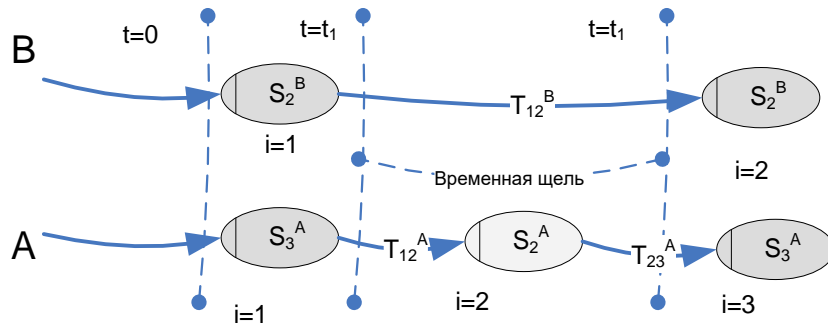 t=0
t=t₁
t=t₁
B
S₂ᴮ
T₁₂ᴮ
S₂ᴮ
i=1
i=2
Временная щель
A
S₃ᴬ
T₁₂ᴬ
S₂ᴬ
T₂₃ᴬ
S₃ᴬ
i=1
i=2
i=3